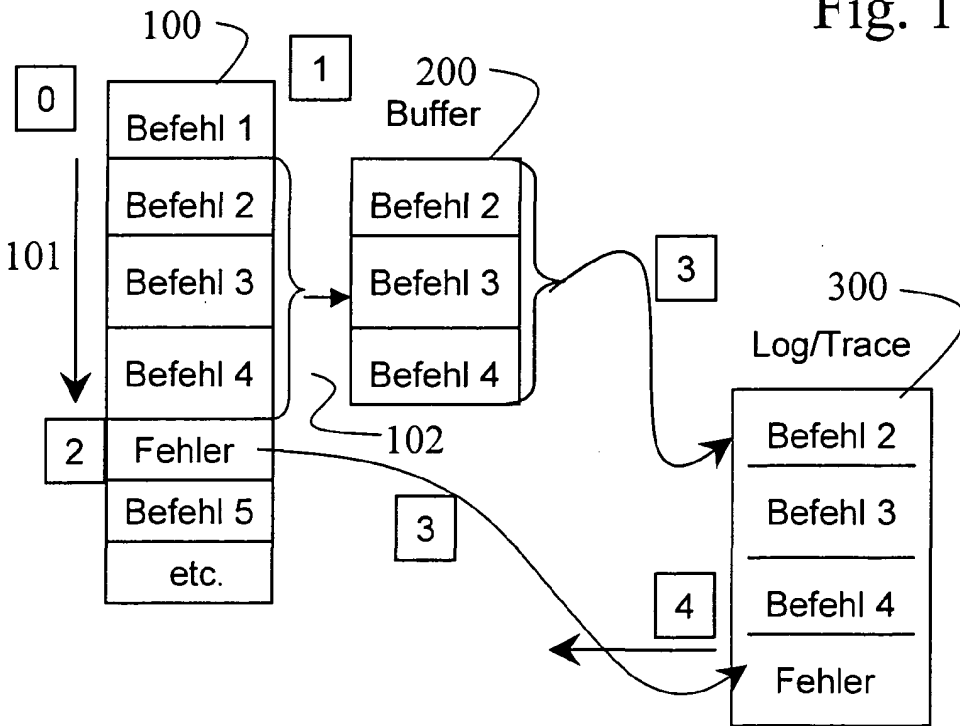 Fig. 1
100
0
1
200
Buffer
Befehl 1
Befehl 2
Befehl 3
Befehl 4
Fehler
Befehl 5
etc.
101
102
2
Befehl 2
Befehl 3
Befehl 4
3
3
300
Log/Trace
Befehl 2
Befehl 3
Befehl 4
Fehler
4